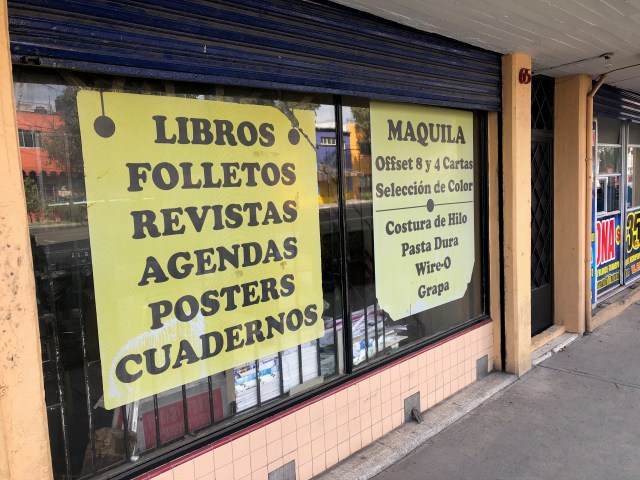 LIBROS
FOLLETOS
REVISTAS
AGENDAS
POSTERS
CUADERNOS
MAQUILA
Offset 8 y 4 Cartas
Selección de Color
Costura de Hilo
Pasta Dura
Wire-O
Grapa
65